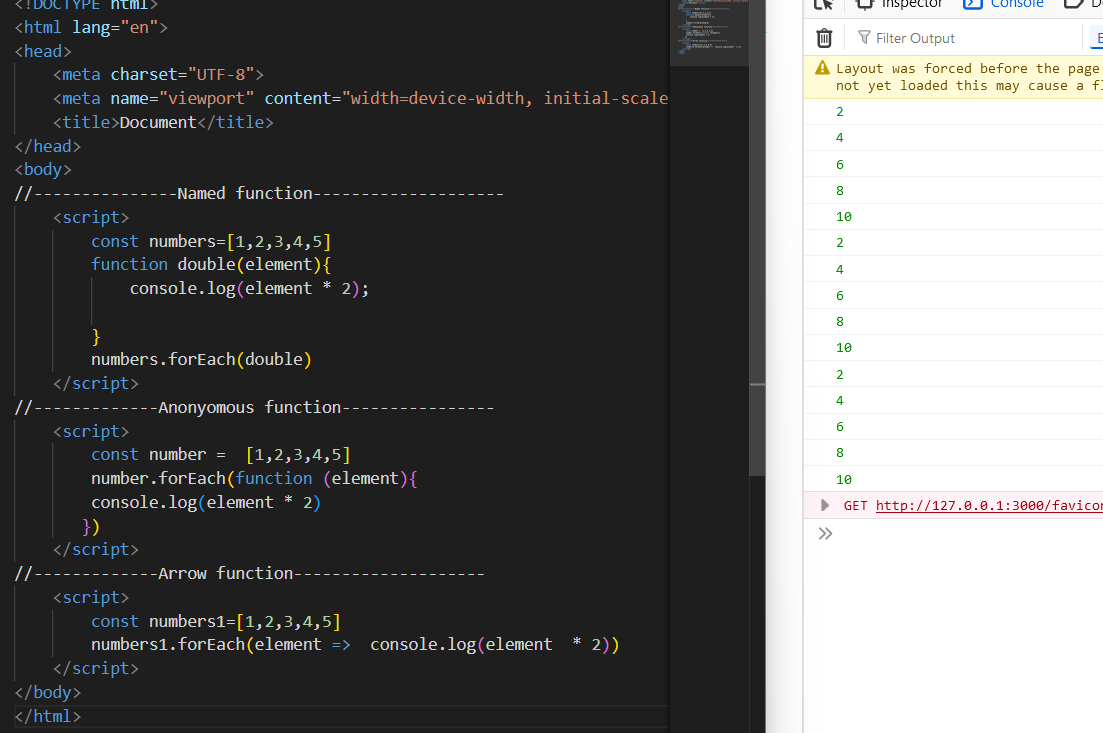 <!DOCTYPE html>
<html lang="en">
<head>
    <meta charset="UTF-8">
    <meta name="viewport" content="width=device-width, initial-scale
    <title>Document</title>
</head>
<body>
//---------------Named function--------------------
    <script>
        const numbers=[1,2,3,4,5]
        function double(element){
            console.log(element * 2);
        }
        numbers.forEach(double)
    </script>
//-------------Anonyomous function----------------
    <script>
        const number =  [1,2,3,4,5]
        number.forEach(function (element){
        console.log(element * 2)
       })
    </script>
//-------------Arrow function--------------------
    <script>
        const numbers1=[1,2,3,4,5]
        numbers1.forEach(element =>  console.log(element  * 2))
    </script>
</body>
</html>
Inspector
Console
Filter Output
Layout was forced before the page
not yet loaded this may cause a
2
4
6
8
10
2
4
6
8
10
2
4
6
8
10
GET http://127.0.0.1:3000/favicon